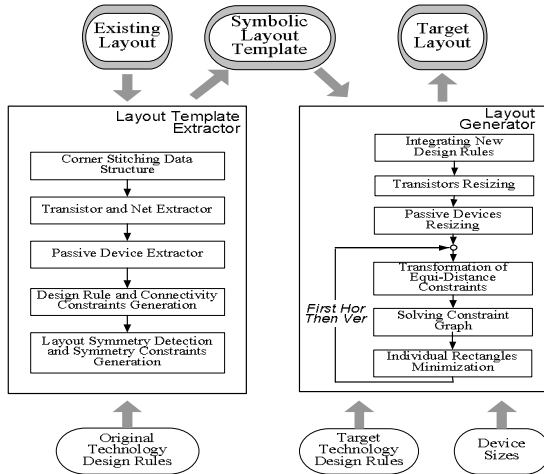 Existing
Layout
Symbolic
Layout
Template
Target
Layout
Layout Template
Extractor
Corner Stitching Data
Structure
Transistor and Net Extractor
Passive Device Extractor
Design Rule and Connectivity
Constraints Generation
Layout Symmetry Detection
and Symmetry Constraints
Generation
Original
Technology
Design Rules
Layout
Generator
Integrating New
Design Rules
Transistors Resizing
Passive Devices
Resizing
Transformation of
Equi-Distance
Constraints
First Hor
Then Ver
Solving Constraint
Graph
Individual Rectangles
Minimization
Target
Technology
Design Rules
Device
Sizes